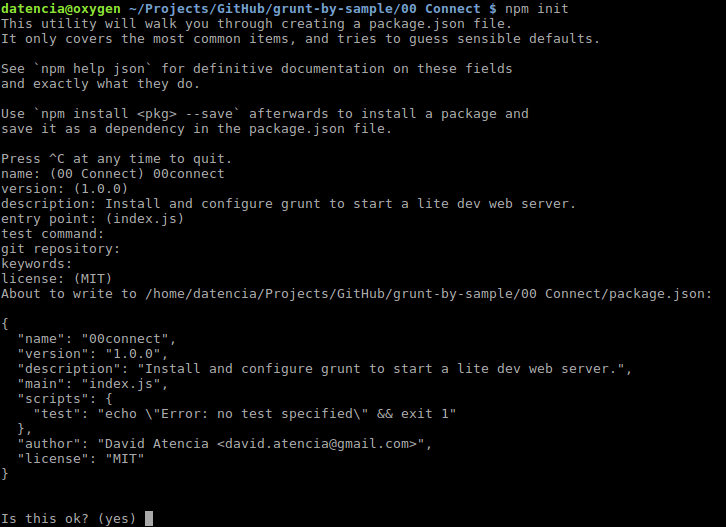 datencia@oxygen ~/Projects/GitHub/grunt-by-sample/00 Connect $ npm init
This utility will walk you through creating a package.json file.
It only covers the most common items, and tries to guess sensible defaults.

See `npm help json` for definitive documentation on these fields
and exactly what they do.

Use `npm install <pkg> --save` afterwards to install a package and
save it as a dependency in the package.json file.

Press ^C at any time to quit.
name: (00 Connect) 00connect
version: (1.0.0)
description: Install and configure grunt to start a lite dev web server.
entry point: (index.js)
test command:
git repository:
keywords:
license: (MIT)
About to write to /home/datencia/Projects/GitHub/grunt-by-sample/00 Connect/package.json:

{
  "name": "00connect",
  "version": "1.0.0",
  "description": "Install and configure grunt to start a lite dev web server.",
  "main": "index.js",
  "scripts": {
    "test": "echo \"Error: no test specified\" && exit 1"
  },
  "author": "David Atencia <david.atencia@gmail.com>",
  "license": "MIT"
}


Is this ok? (yes)